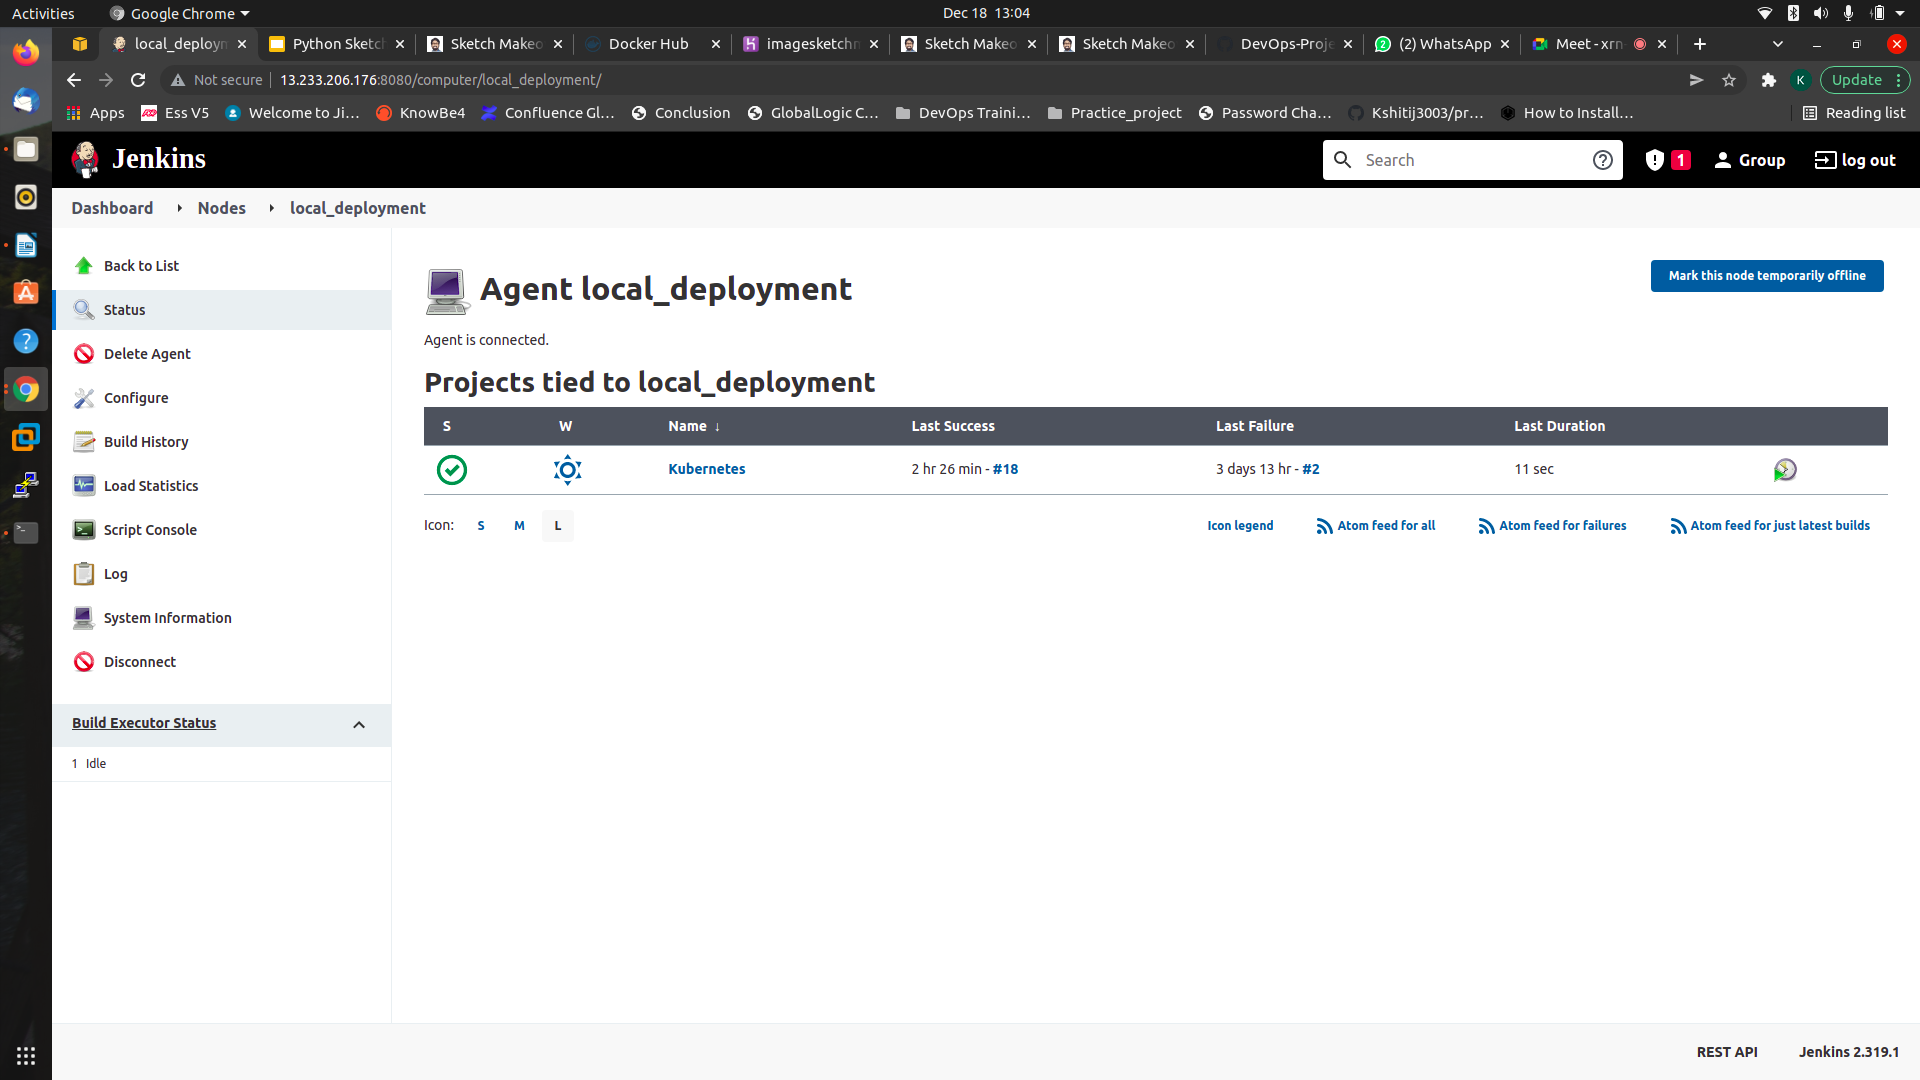 Activities
Google Chrome
Dec 18 13:04
local_deploym
Python Sketch
Sketch Makeo
Docker Hub
imagesketchr
Sketch Makeo
Sketch Makeo
DevOps-Proje
(2) WhatsApp
Meet - xrn-
Not secure
13.233.206.176:8080/computer/local_deployment/
K
Update
Apps
Ess V5
Welcome to Ji...
KnowBe4
Confluence Gl...
Conclusion
GlobalLogic C...
DevOps Traini...
Practice_project
Password Cha...
Kshitij3003/pr...
How to Install...
Reading list
Jenkins
Search
1
Group
log out
Dashboard
Nodes
local_deployment
Back to List
Status
Delete Agent
Configure
Build History
Load Statistics
Script Console
Log
System Information
Disconnect
Build Executor Status
1 Idle
Agent local_deployment
Mark this node temporarily offline
Agent is connected.
Projects tied to local_deployment
S W Name ↓ Last Success Last Failure Last Duration
Kubernetes 2 hr 26 min - #18 3 days 13 hr - #2 11 sec
Icon: S M L
Icon legend
Atom feed for all
Atom feed for failures
Atom feed for just latest builds
REST API
Jenkins 2.319.1